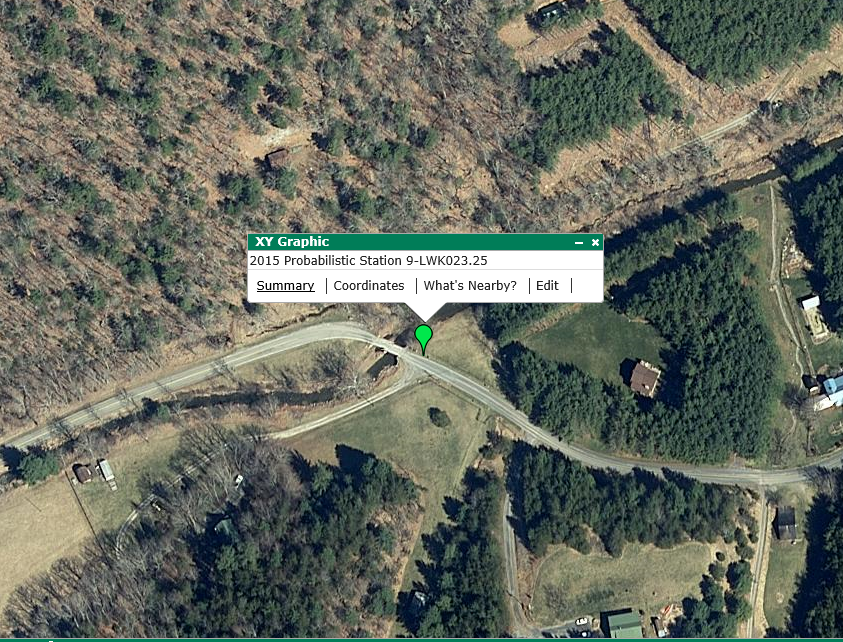 XY Graphic
2015 Probabilistic Station 9-LWK023.25
Summary | Coordinates | What's Nearby? | Edit |